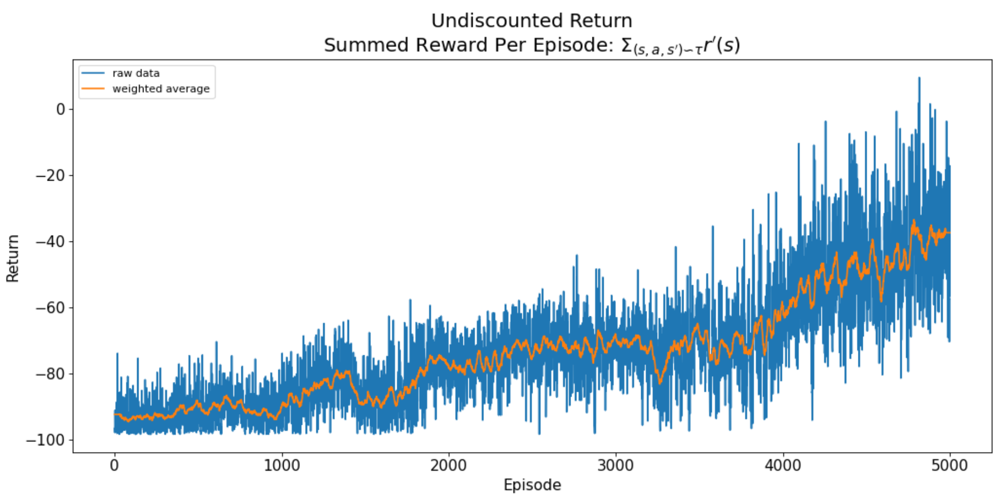 Undiscounted Return
Summed Reward Per Episode: Σ(s, a, s′)∽τ r′(s)
raw data
weighted average
0
−20
−40
−60
−80
−100
Return
0 1000 2000 3000 4000 5000
Episode